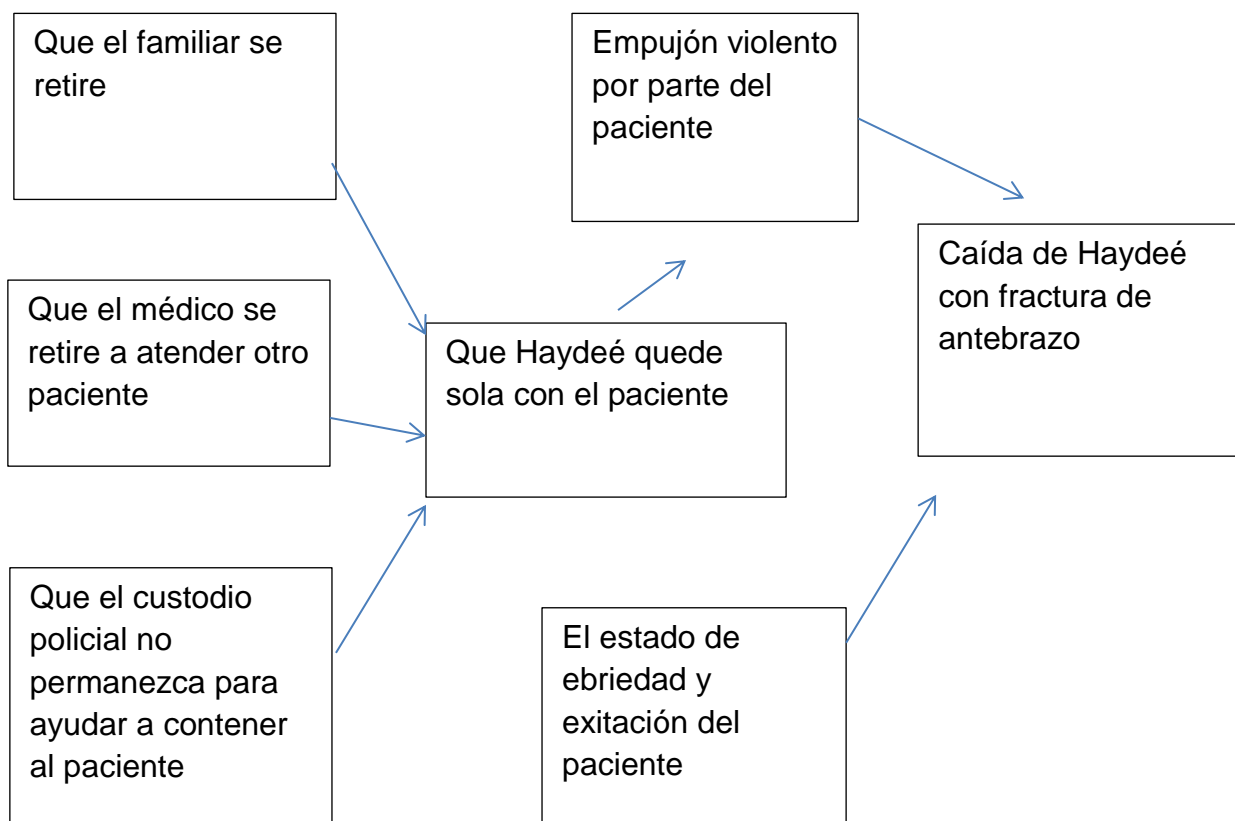 Que el familiar se
retire
Empujón violento
por parte del
paciente
Que el médico se
retire a atender otro
paciente
Que Haydeé quede
sola con el paciente
Caída de Haydeé
con fractura de
antebrazo
Que el custodio
policial no
permanezca para
ayudar a contener
al paciente
El estado de
ebriedad y
exitación del
paciente